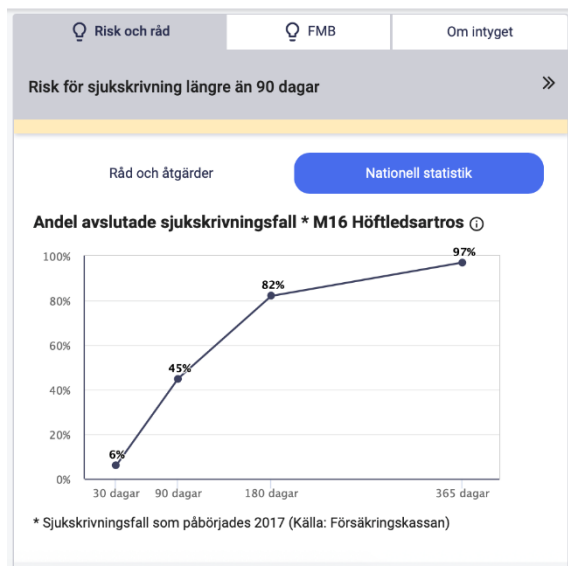 Risk och råd
FMB
Om intyget
Risk för sjukskrivning längre än 90 dagar
Råd och åtgärder
Nationell statistik
Andel avslutade sjukskrivningsfall * M16 Höftledsartros
100%
97%
80%
82%
60%
45%
40%
20%
6%
0%
30 dagar
90 dagar
180 dagar
365 dagar
* Sjukskrivningsfall som påbörjades 2017 (Källa: Försäkringskassan)